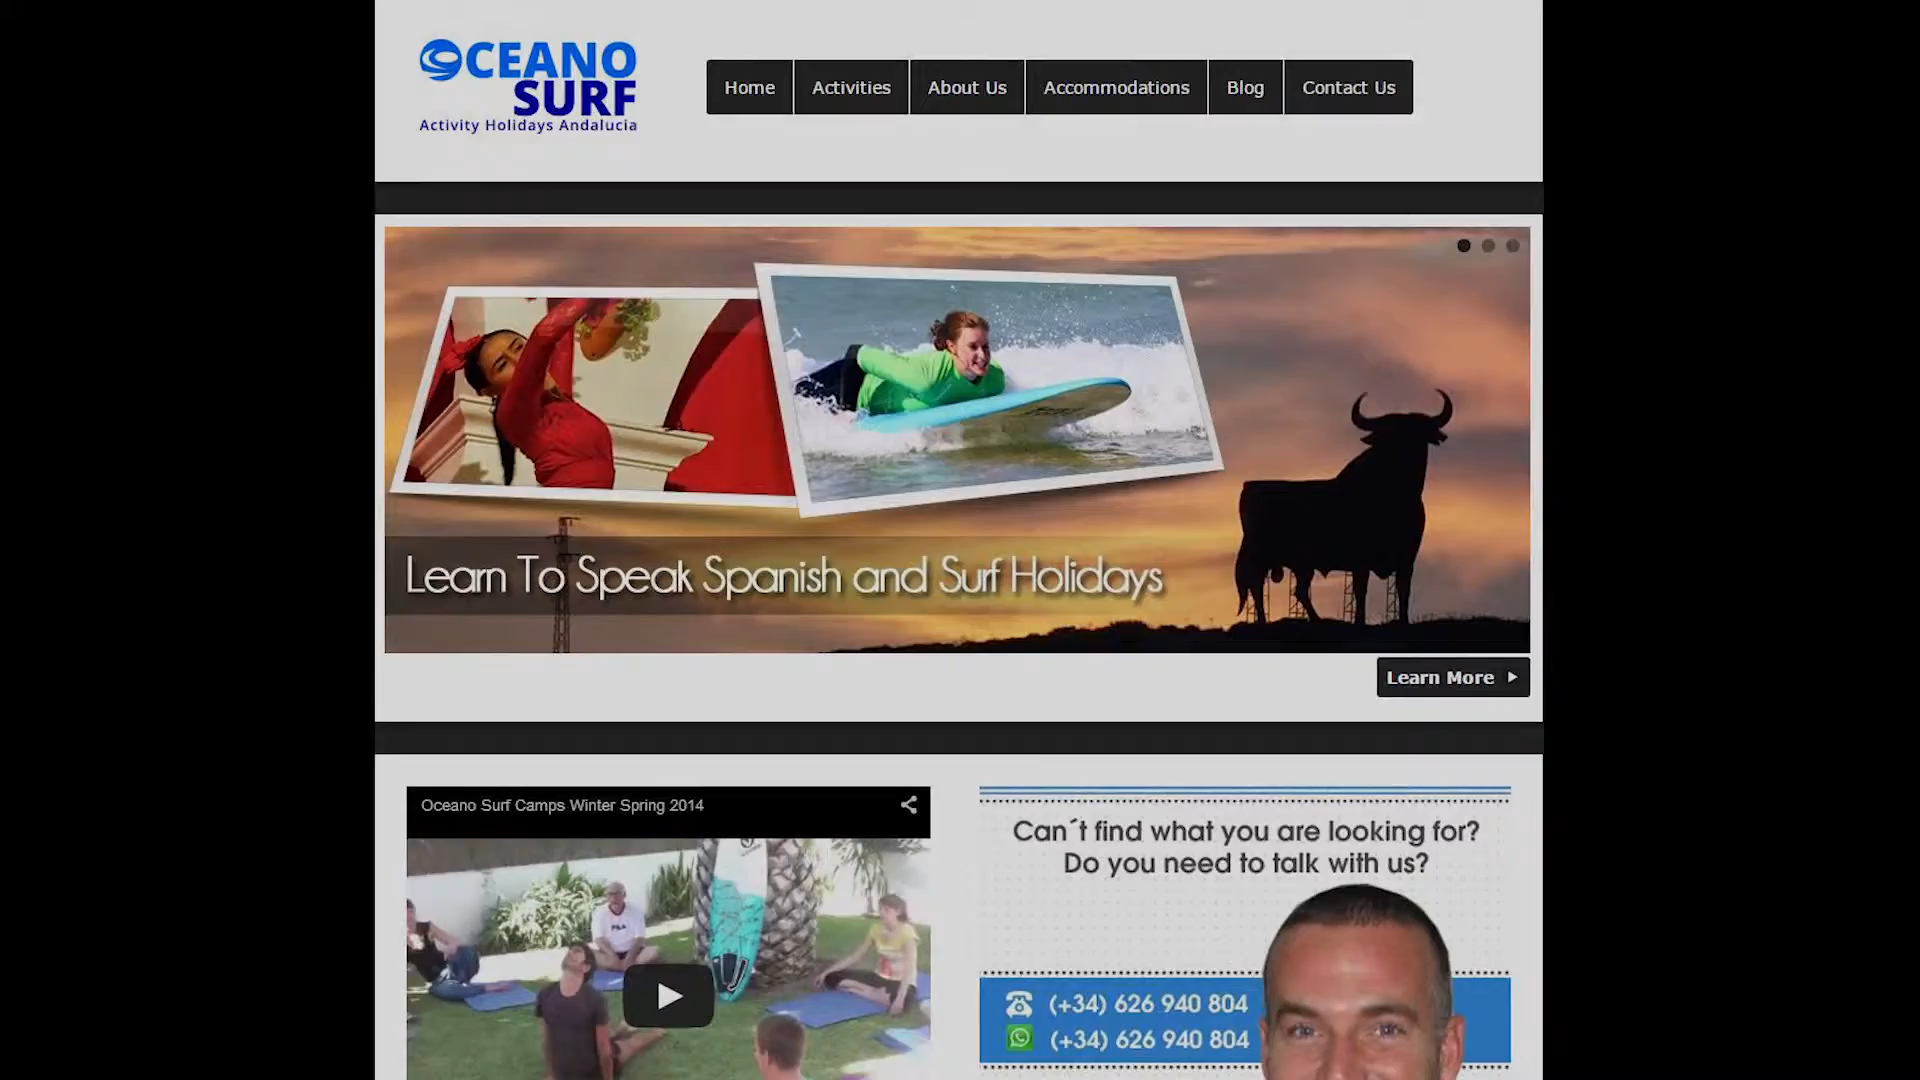 OCEANO
SURF
Activity Holidays Andalucia
Home
Activities
About Us
Accommodations
Blog
Contact Us
Learn To Speak Spanish and Surf Holidays
Learn More
Oceano Surf Camps Winter Spring 2014
FILA
Can´t find what you are looking for?
Do you need to talk with us?
(+34) 626 940 804
(+34) 626 940 804